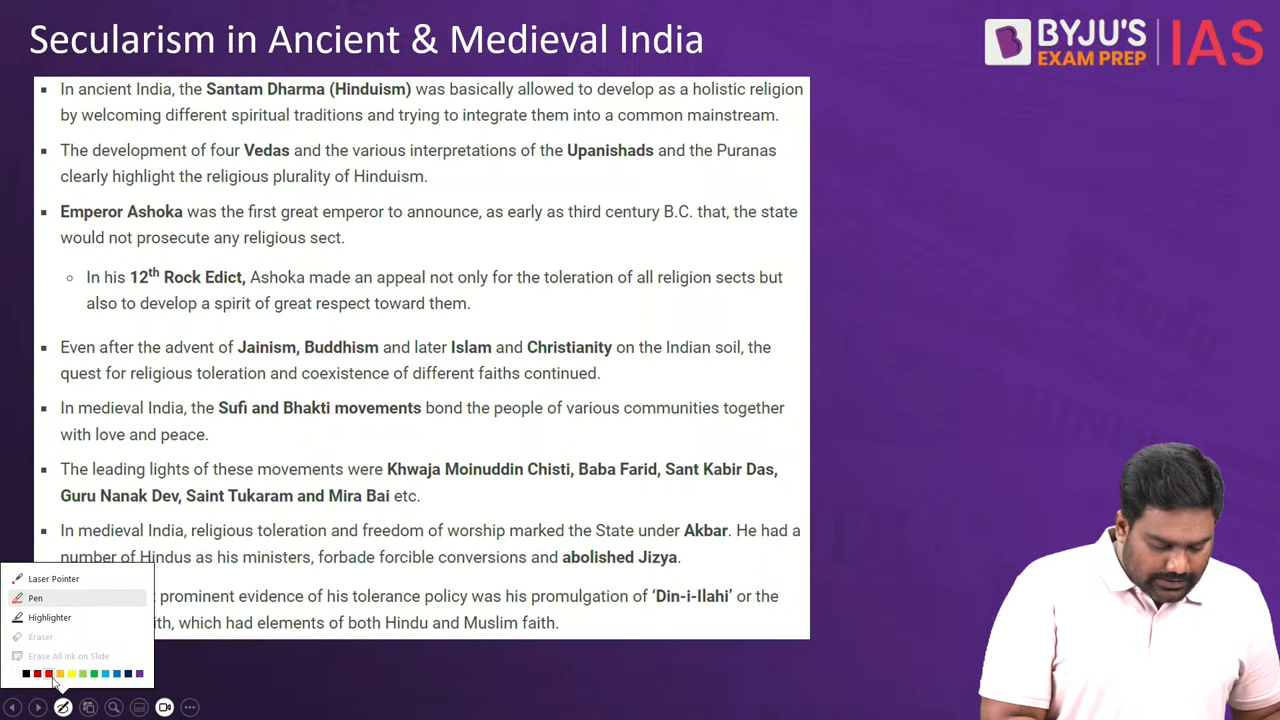 Secularism in Ancient & Medieval India
BYJU'S
EXAM PREP
IAS
▪ In ancient India, the Santam Dharma (Hinduism) was basically allowed to develop as a holistic religion
by welcoming different spiritual traditions and trying to integrate them into a common mainstream.
▪ The development of four Vedas and the various interpretations of the Upanishads and the Puranas
clearly highlight the religious plurality of Hinduism.
▪ Emperor Ashoka was the first great emperor to announce, as early as third century B.C. that, the state
would not prosecute any religious sect.
○ In his 12th Rock Edict, Ashoka made an appeal not only for the toleration of all religion sects but
also to develop a spirit of great respect toward them.
▪ Even after the advent of Jainism, Buddhism and later Islam and Christianity on the Indian soil, the
quest for religious toleration and coexistence of different faiths continued.
▪ In medieval India, the Sufi and Bhakti movements bond the people of various communities together
with love and peace.
▪ The leading lights of these movements were Khwaja Moinuddin Chisti, Baba Farid, Sant Kabir Das,
Guru Nanak Dev, Saint Tukaram and Mira Bai etc.
▪ In medieval India, religious toleration and freedom of worship marked the State under Akbar. He had a
number of Hindus as his ministers, forbade forcible conversions and abolished Jizya.
prominent evidence of his tolerance policy was his promulgation of 'Din-i-Ilahi' or the
which had elements of both Hindu and Muslim faith.
Laser Pointer
Pen
Highlighter
Eraser
Erase All Ink on Slide